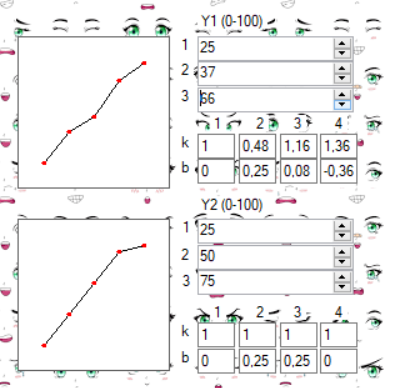 Y1 (0-100)
1 25
2 37
3 66
1 2 3 4
k 1 0,48 1,16 1,36
b 0 0,25 0,08 -0,36
Y2 (0-100)
1 25
2 50
3 75
1 2 3 4
k 1 1 1 1
b 0 0,25 0,25 0